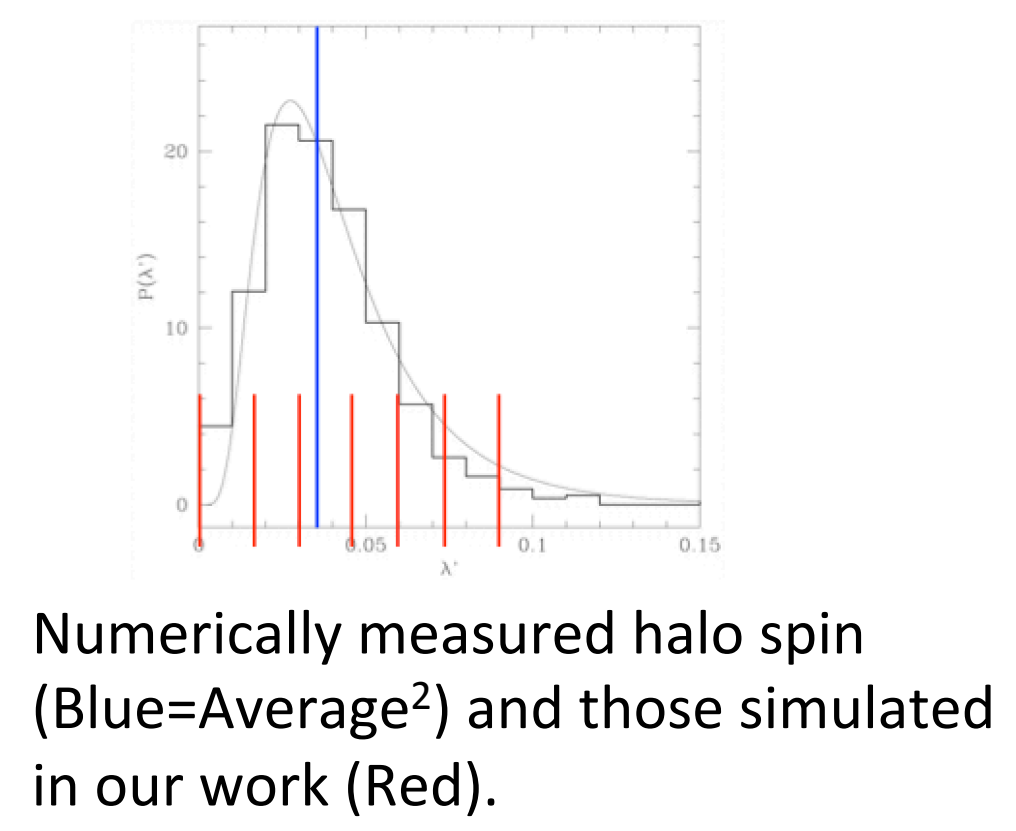 20
10
0
P(λ')
0 0.05 0.1 0.15
λ'
Numerically measured halo spin
(Blue=Average²) and those simulated
in our work (Red).